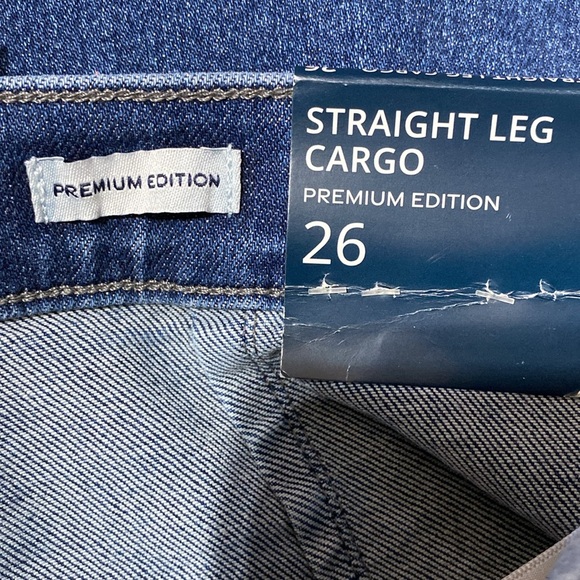 PREMIUM EDITION
STRAIGHT LEG
CARGO
PREMIUM EDITION
26